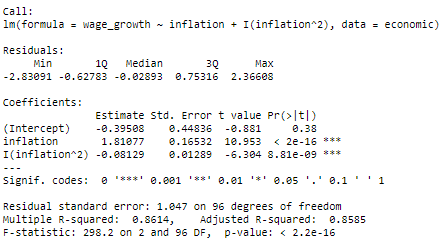 Call:
lm(formula = wage_growth ~ inflation + I(inflation^2), data = economic)
Residuals:
Min 1Q Median 3Q Max
-2.83091 -0.62783 -0.02893 0.75316 2.36608
Coefficients:
Estimate Std. Error t value Pr(>|t|)
(Intercept) -0.39508 0.44836 -0.881 0.38
inflation 1.81077 0.16532 10.953 < 2e-16 ***
I(inflation^2) -0.08129 0.01289 -6.304 8.81e-09 ***
---
Signif. codes: 0 '***' 0.001 '**' 0.01 '*' 0.05 '.' 0.1 ' ' 1
Residual standard error: 1.047 on 96 degrees of freedom
Multiple R-squared: 0.8614, Adjusted R-squared: 0.8585
F-statistic: 298.2 on 2 and 96 DF, p-value: < 2.2e-16